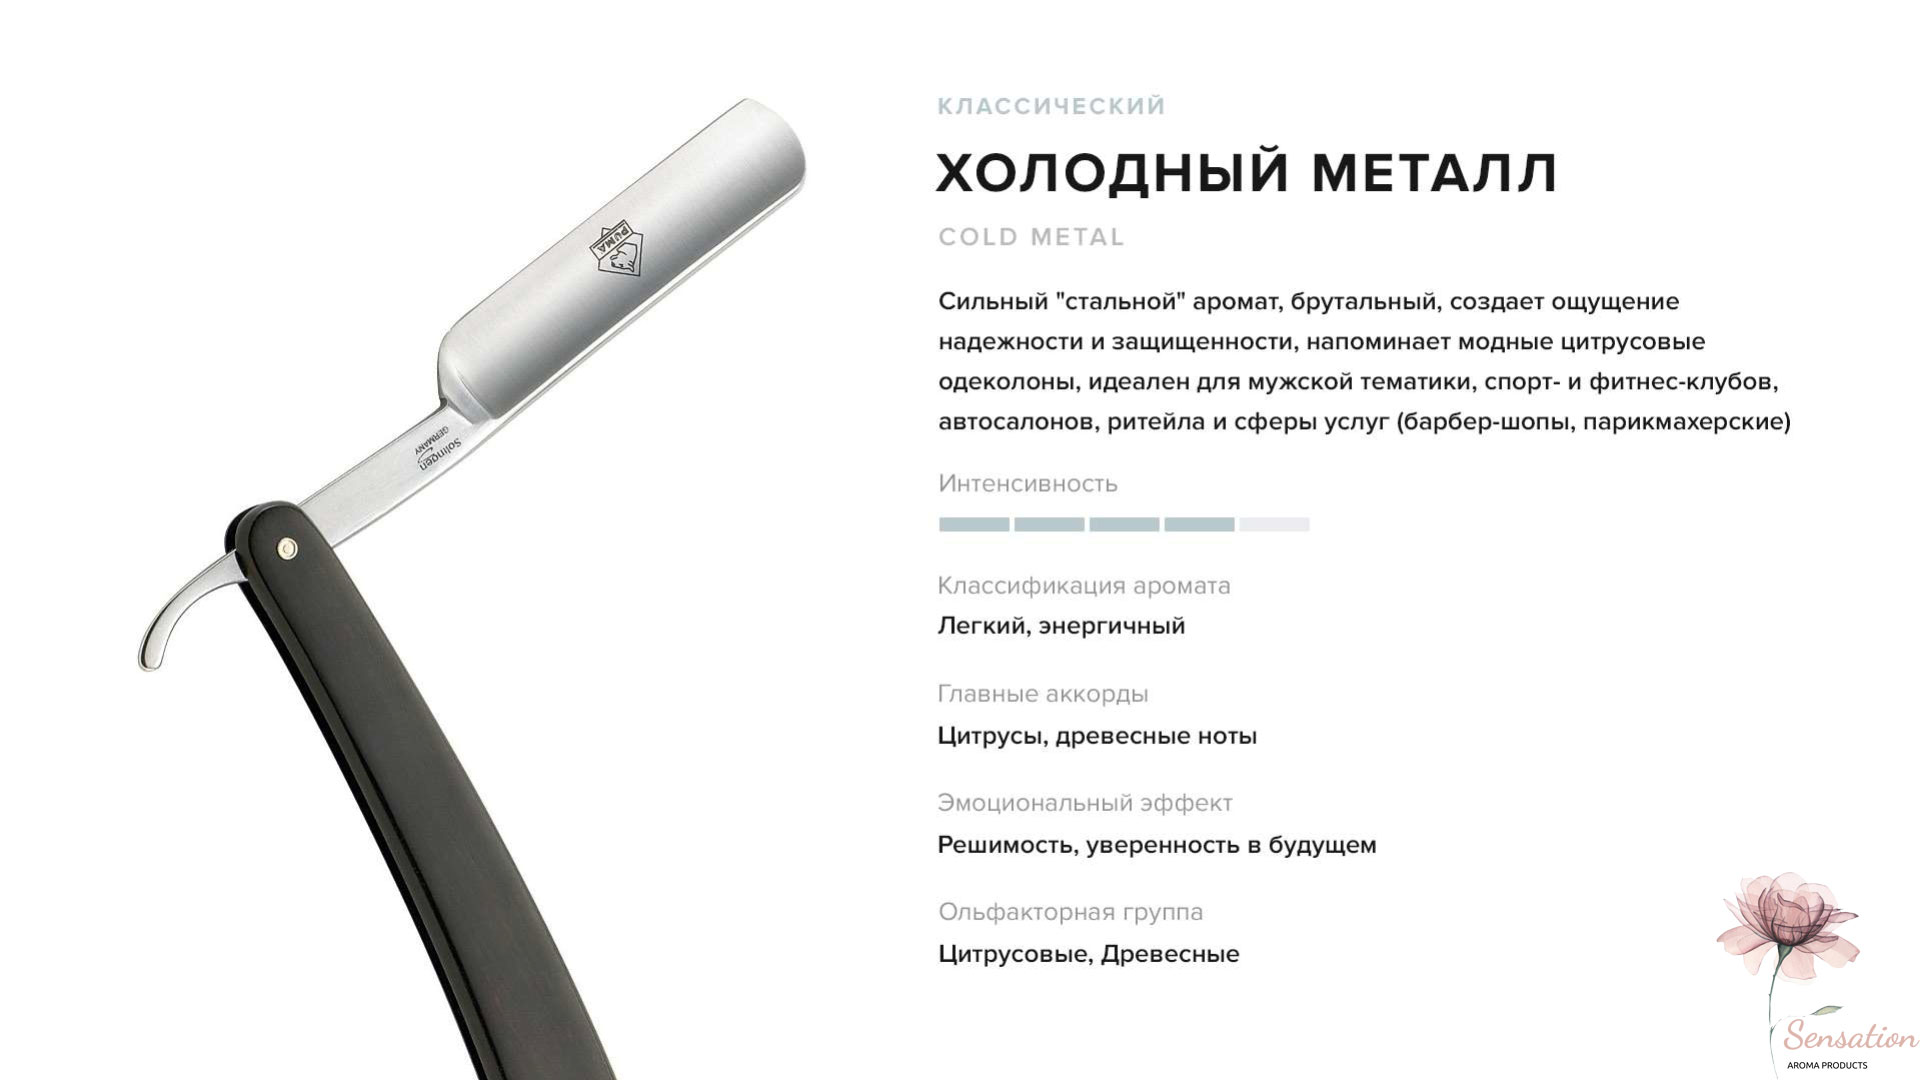 КЛАССИЧЕСКИЙ
ХОЛОДНЫЙ МЕТАЛЛ
COLD METAL
Сильный "стальной" аромат, брутальный, создает ощущение
надежности и защищенности, напоминает модные цитрусовые
одеколоны, идеален для мужской тематики, спорт- и фитнес-клубов,
автосалонов, ритейла и сферы услуг (барбер-шопы, парикмахерские)
Интенсивность
Классификация аромата
Легкий, энергичный
Главные аккорды
Цитрусы, древесные ноты
Эмоциональный эффект
Решимость, уверенность в будущем
Ольфакторная группа
Цитрусовые, Древесные
PUMA
Solingen
GERMANY
Sensation
AROMA PRODUCTS